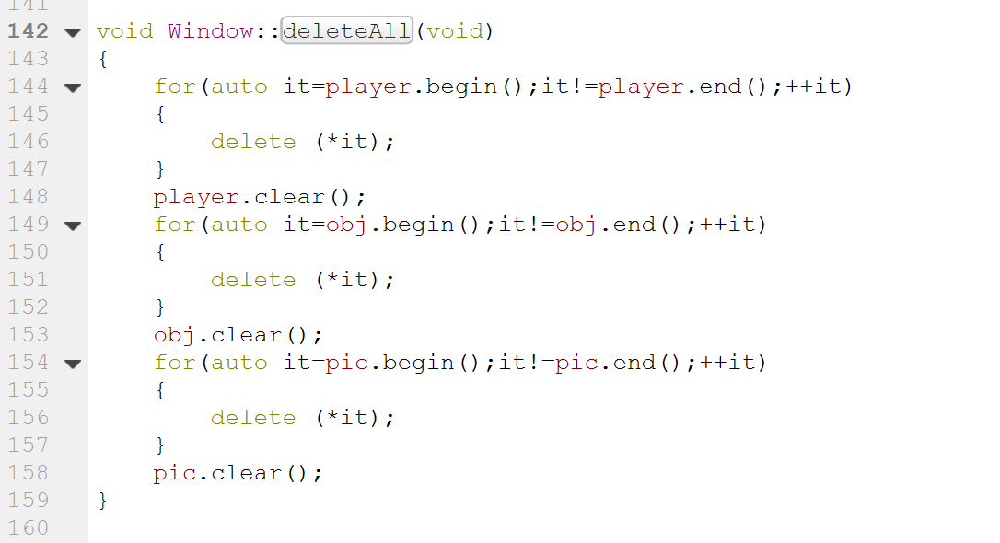 141
142 void Window::deleteAll(void)
143 {
144     for(auto it=player.begin();it!=player.end();++it)
145     {
146         delete (*it);
147     }
148     player.clear();
149     for(auto it=obj.begin();it!=obj.end();++it)
150     {
151         delete (*it);
152     }
153     obj.clear();
154     for(auto it=pic.begin();it!=pic.end();++it)
155     {
156         delete (*it);
157     }
158     pic.clear();
159 }
160